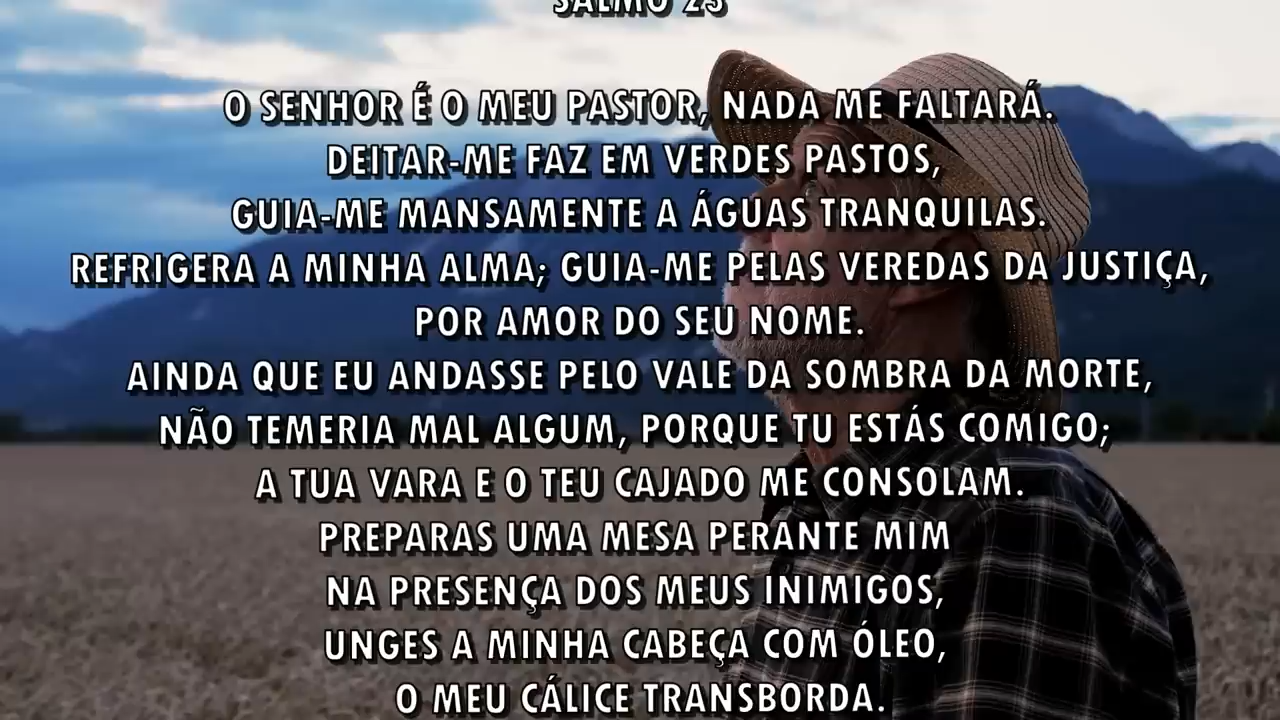 SALMO 23
O SENHOR É O MEU PASTOR, NADA ME FALTARÁ.
DEITAR-ME FAZ EM VERDES PASTOS,
GUIA-ME MANSAMENTE A ÁGUAS TRANQUILAS.
REFRIGERA A MINHA ALMA; GUIA-ME PELAS VEREDAS DA JUSTIÇA,
POR AMOR DO SEU NOME.
AINDA QUE EU ANDASSE PELO VALE DA SOMBRA DA MORTE,
NÃO TEMERIA MAL ALGUM, PORQUE TU ESTÁS COMIGO;
A TUA VARA E O TEU CAJADO ME CONSOLAM.
PREPARAS UMA MESA PERANTE MIM
NA PRESENÇA DOS MEUS INIMIGOS,
UNGES A MINHA CABEÇA COM ÓLEO,
O MEU CÁLICE TRANSBORDA.